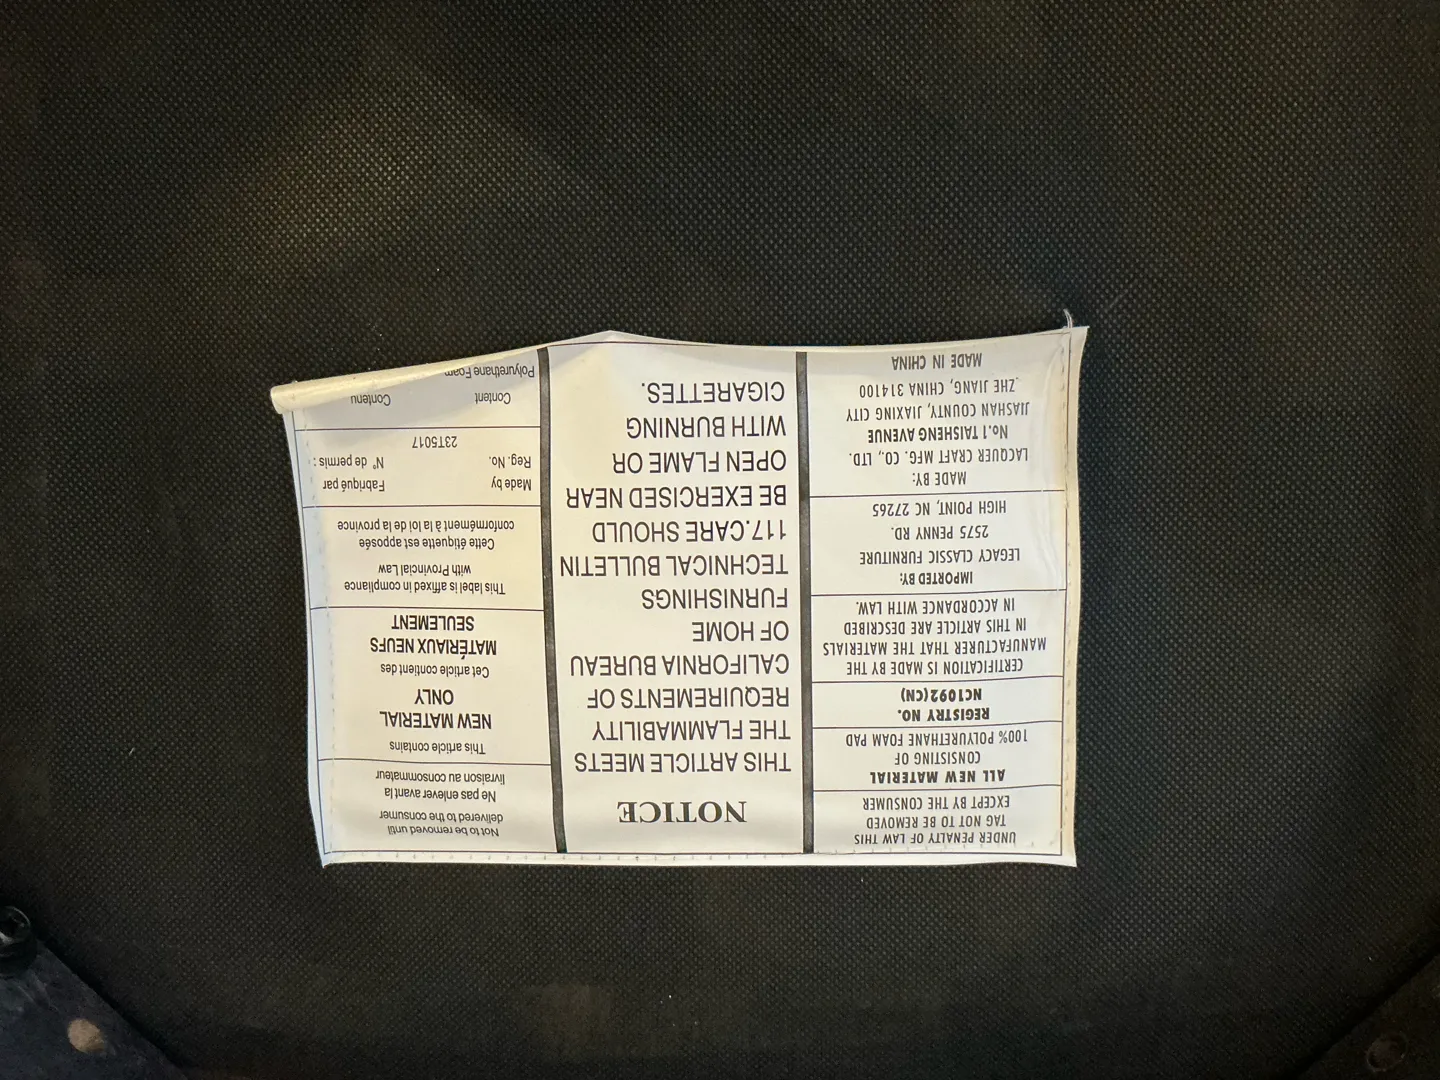 UNDER PENALTY OF LAW THIS
TAG NOT TO BE REMOVED
EXCEPT BY THE CONSUMER
ALL NEW MATERIAL
CONSISTING OF
100% POLYURETHANE FOAM PAD
REGISTRY NO.
NC1092(CN)
CERTIFICATION IS MADE BY THE
MANUFACTURER THAT THE MATERIALS
IN THIS ARTICLE ARE DESCRIBED
IN ACCORDANCE WITH LAW.
IMPORTED BY:
LEGACY CLASSIC FURNITURE
2575 PENNY RD.
HIGH POINT, NC 27265
MADE BY:
LACQUER CRAFT MFG. CO., LTD.
No.1 TAISHENG AVENUE
JIASHAN COUNTY, JIAXING CITY
.ZHE JIANG, CHINA 314100
MADE IN CHINA
NOTICE
THIS ARTICLE MEETS
THE FLAMMABILITY
REQUIREMENTS OF
CALIFORNIA BUREAU
OF HOME
FURNISHINGS
TECHNICAL BULLETIN
117.CARE SHOULD
BE EXERCISED NEAR
OPEN FLAME OR
WITH BURNING
CIGARETTES.
Not to be removed until
delivered to the consumer
Ne pas enlever avant la
livraison au consommateur
This article contains
NEW MATERIAL
ONLY
Cet article contient des
MATÉRIAUX NEUFS
SEULEMENT
This label is affixed in compliance
with Provincial Law
Cette étiquette est apposée
conformément à la loi de la province
Made by Fabriqué par
Reg. No. N° de permis :
23T5017
Content Contenu
Polyurethane Foam